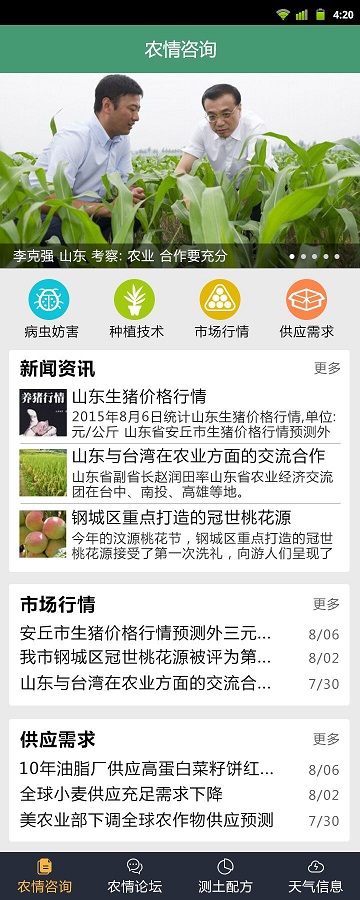 4:20
农情咨询
李克强 山东 考察: 农业 合作要充分
病虫妨害 种植技术 市场行情 供应需求
新闻资讯 更多
养猪行情
山东生猪价格行情
2015年8月6日统计山东生猪价格行情,单位:
元/公斤 山东省安丘市生猪价格行情预测外
山东与台湾在农业方面的交流合作
山东省副省长赵润田率山东省农业经济交流
团在台中、南投、高雄等地。
钢城区重点打造的冠世桃花源
今年的汶源桃花节，钢城区重点打造的冠世
桃花源接受了第一次洗礼，向游人们呈现了
市场行情 更多
安丘市生猪价格行情预测外三元... 8/06
我市钢城区冠世桃花源被评为第... 8/02
山东与台湾在农业方面的交流合... 7/30
供应需求 更多
10年油脂厂供应高蛋白菜籽饼红... 8/06
全球小麦供应充足需求下降 8/02
美农业部下调全球农作物供应预测 7/30
农情咨询 农情论坛 测土配方 天气信息